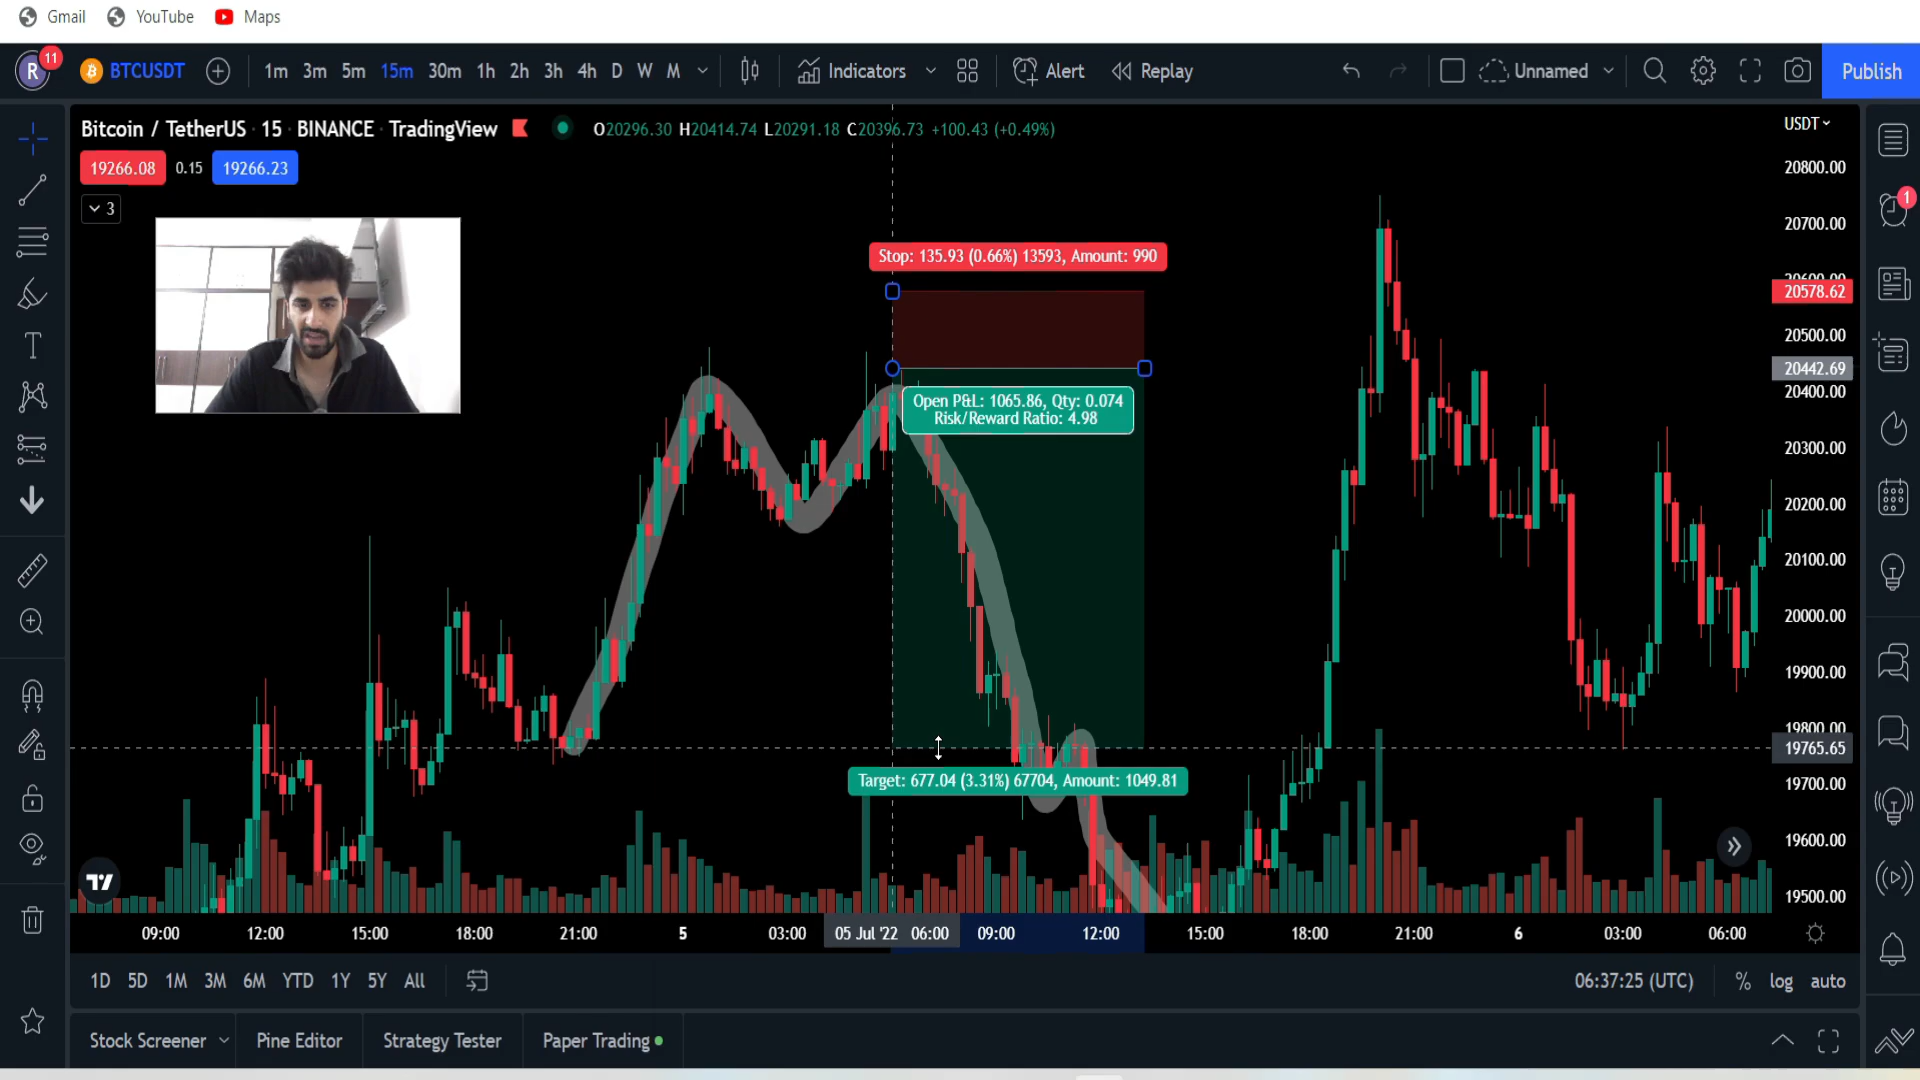 Gmail YouTube Maps
R 11 BTCUSDT 1m 3m 5m 15m 30m 1h 2h 3h 4h D W M Indicators Alert Replay Unnamed Publish
Bitcoin / TetherUS · 15 · BINANCE · TradingView O20296.30 H20414.74 L20291.18 C20396.73 +100.43 (+0.49%)
USDT
19266.08 0.15 19266.23
3
20800.00
1
20700.00
Stop: 135.93 (0.66%) 13593, Amount: 990
20578.62
20500.00
20442.69
20400.00
Open P&L: 1065.86, Qty: 0.074
Risk/Reward Ratio: 4.98
20300.00
20200.00
20100.00
20000.00
19900.00
19800.00
19765.65
Target: 677.04 (3.31%) 67704, Amount: 1049.81
19700.00
19600.00
19500.00
09:00 12:00 15:00 18:00 21:00 5 03:00 05 Jul '22 06:00 09:00 12:00 15:00 18:00 21:00 6 03:00 06:00
1D 5D 1M 3M 6M YTD 1Y 5Y All 06:37:25 (UTC) % log auto
Stock Screener Pine Editor Strategy Tester Paper Trading